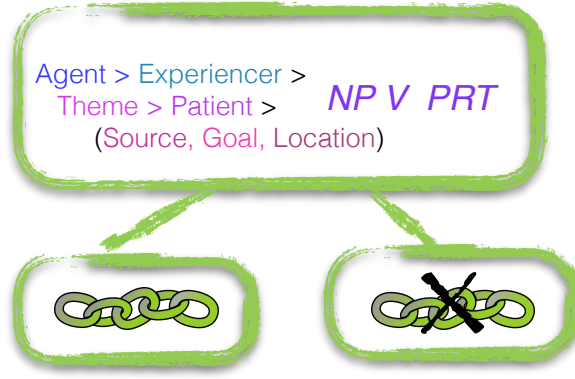 Agent > Experiencer >
Theme > Patient >
(Source, Goal, Location)
NP V PRT